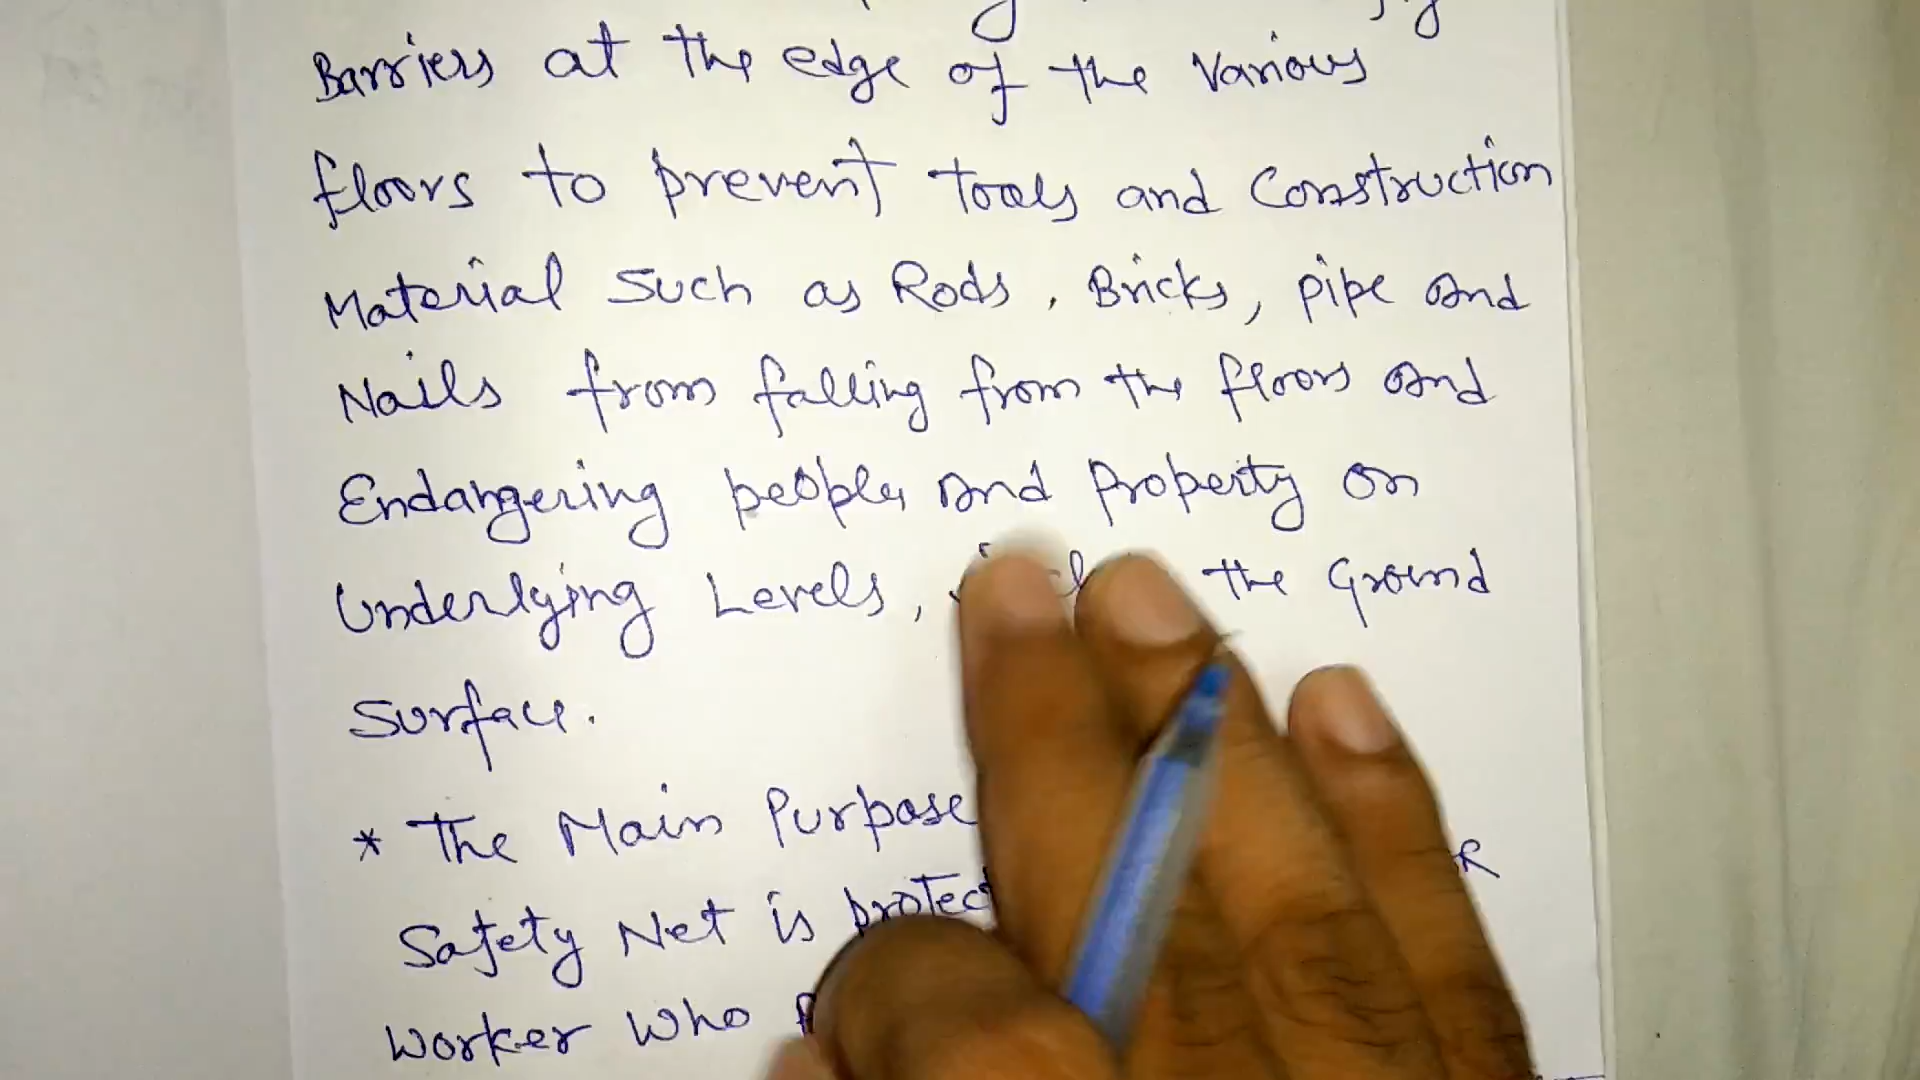 Barriers at the edge of the various
floors to prevent tools and Construction
Material Such as Rods, Bricks, pipe and
Nails from falling from the floors and
Endangering people, and Property on
Underlying Levels, the Ground
Surface.
* The Main Purpose
Safety Net is
Worker Who